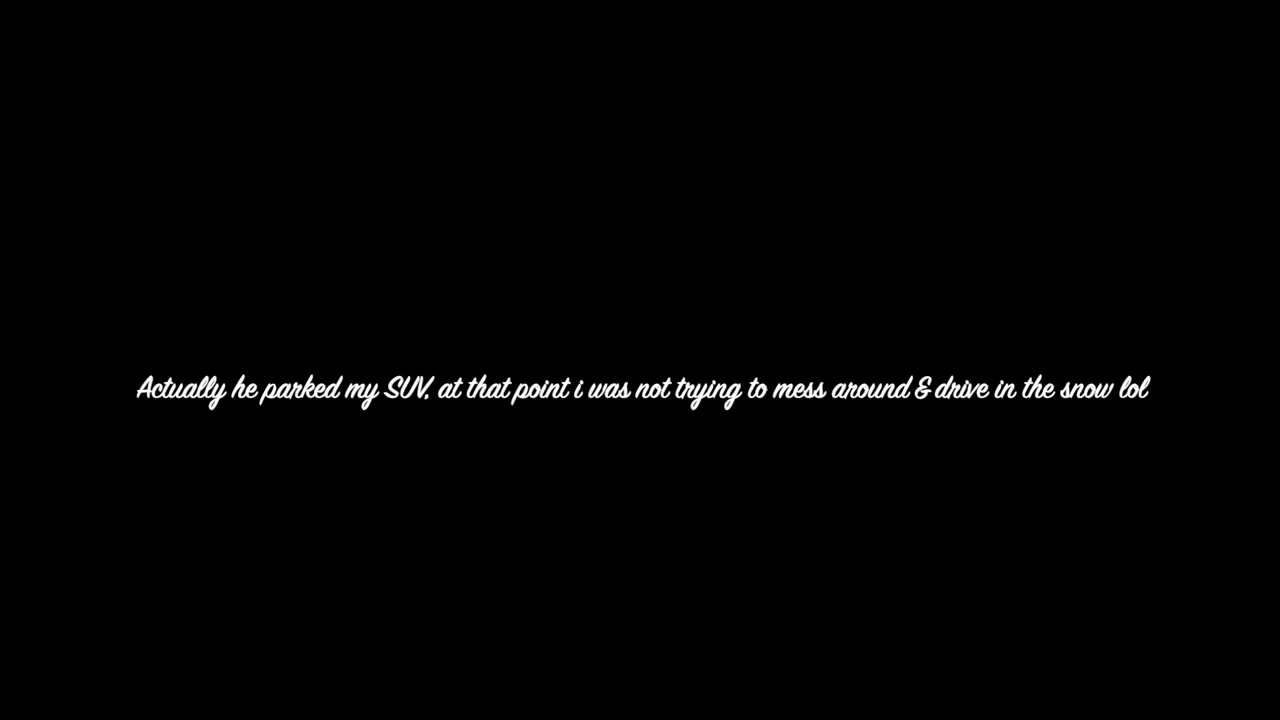 Actually he parked my SUV, at that point i was not trying to mess around & drive in the snow lol